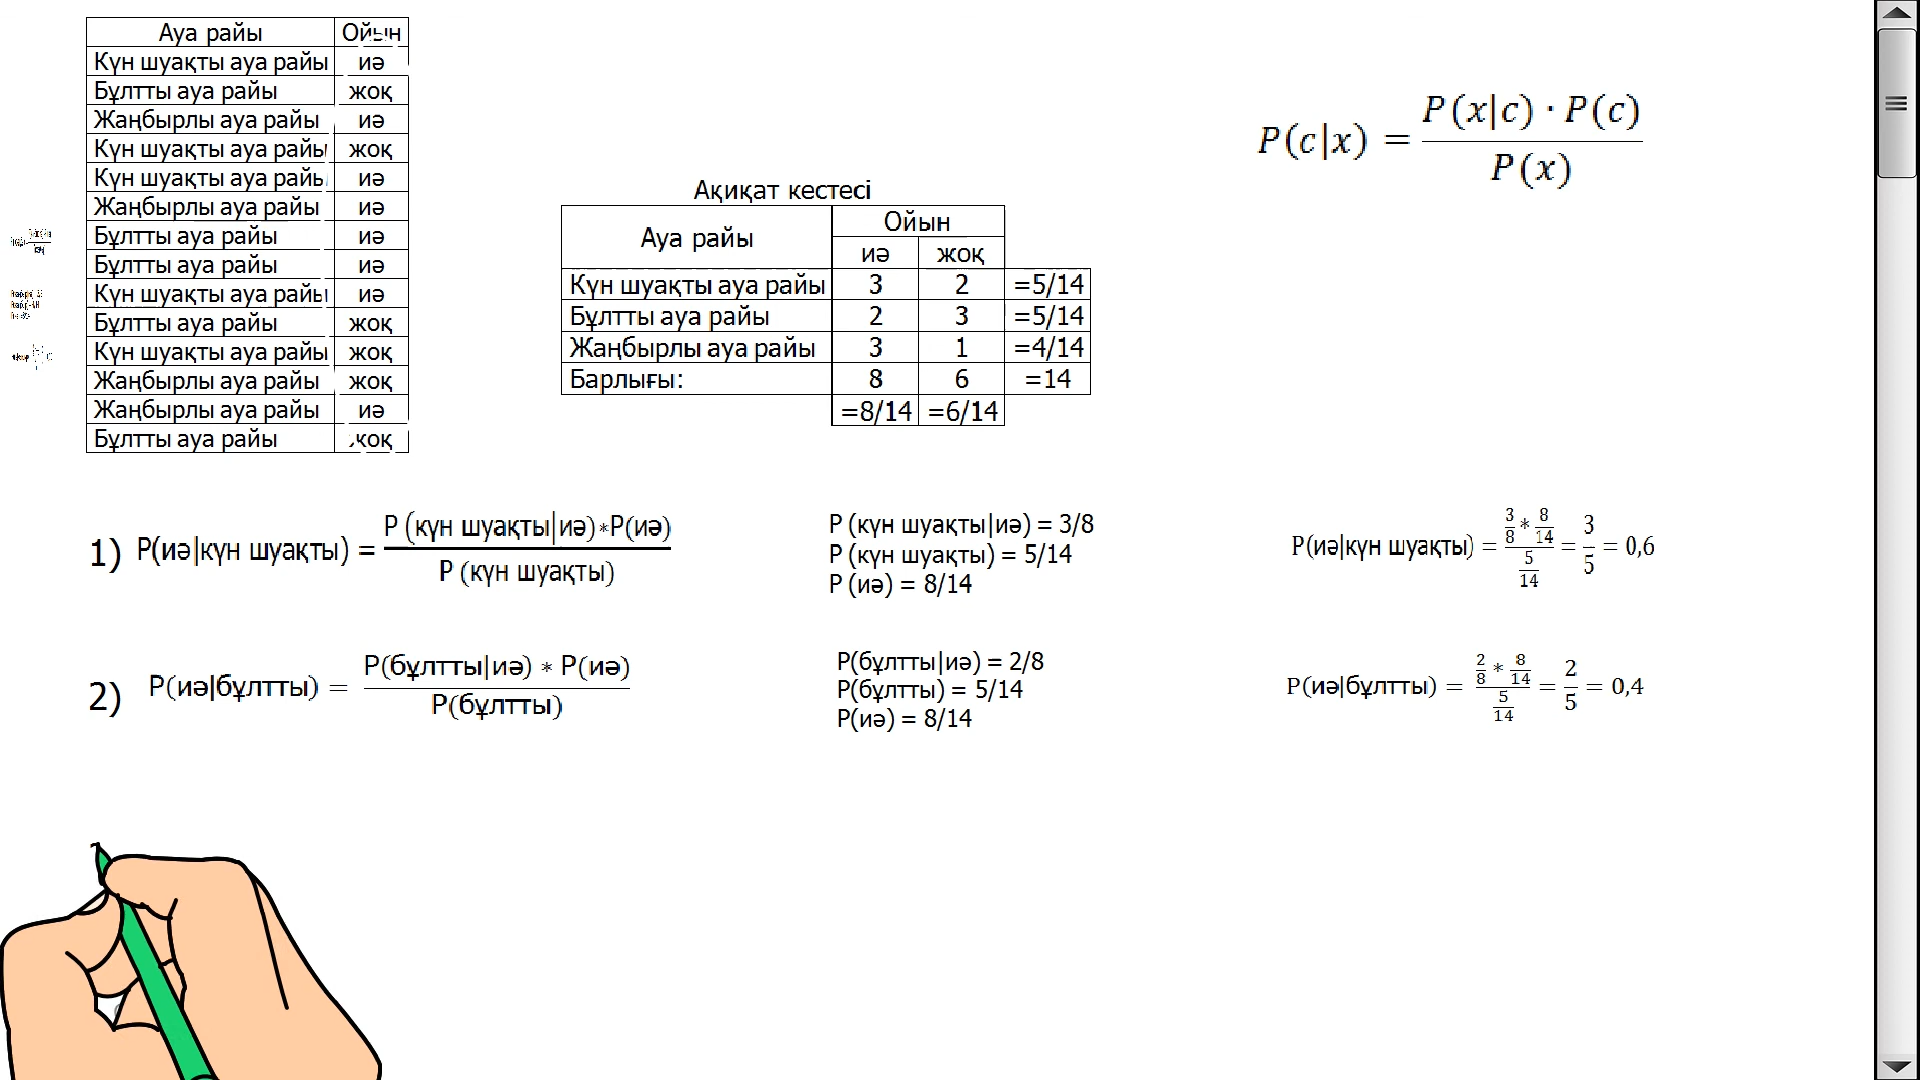 Ауа райы Ойын
Күн шуақты ауа райы иә
Бұлтты ауа райы жоқ
Жаңбырлы ауа райы иә
Күн шуақты ауа райы жоқ
Күн шуақты ауа райы иә
Жаңбырлы ауа райы иә
Бұлтты ауа райы иә
Бұлтты ауа райы иә
Күн шуақты ауа райы иә
Бұлтты ауа райы жоқ
Күн шуақты ауа райы жоқ
Жаңбырлы ауа райы жоқ
Жаңбырлы ауа райы иә
Бұлтты ауа райы жоқ
Ақиқат кестесі
Ауа райы Ойын
иә жоқ
Күн шуақты ауа райы 3 2 =5/14
Бұлтты ауа райы 2 3 =5/14
Жаңбырлы ауа райы 3 1 =4/14
Барлығы: 8 6 =14
=8/14 =6/14
P(c|x) = P(x|c) · P(c) / P(x)
1) P(иә|күн шуақты) = P (күн шуақты|иә)*P(иә) / P (күн шуақты)
P (күн шуақты|иә) = 3/8
P (күн шуақты) = 5/14
P (иә) = 8/14
P(иә|күн шуақты) = (3/8 * 8/14) / (5/14) = 3/5 = 0,6
2) P(иә|бұлтты) = P(бұлтты|иә) * P(иә) / P(бұлтты)
P(бұлтты|иә) = 2/8
P(бұлтты) = 5/14
P(иә) = 8/14
P(иә|бұлтты) = (2/8 * 8/14) / (5/14) = 2/5 = 0,4